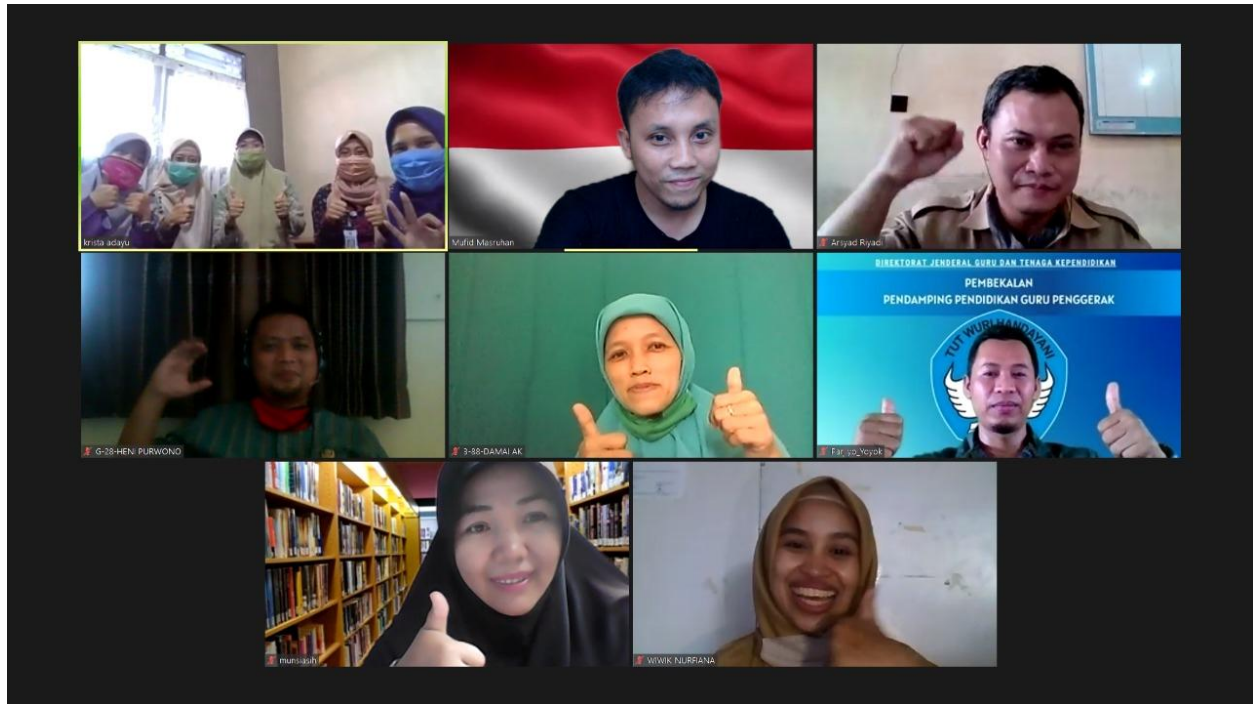 krista adayu
Mufid Masruhan
Arsyad Riyadi
G-28-HENI PURWONO
3-88-DAMAI AK
DIREKTORAT JENDERAL GURU DAN TENAGA KEPENDIDIKAN
PEMBEKALAN
PENDAMPING PENDIDIKAN GURU PENGGERAK
TUT WURI HANDAYANI
Yoyok
munsiasih
WIWIK NURFIANA